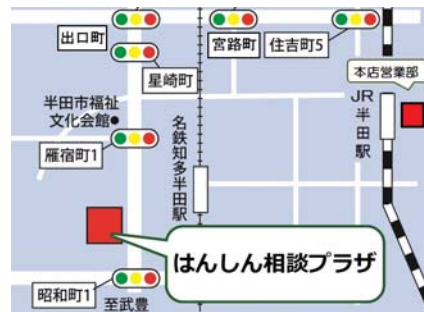 出口町
宮路町
住吉町5
星崎町
本店営業部
半田市福祉
文化会館
JR
半田駅
名鉄知多半田駅
雁宿町1
はんしん相談プラザ
昭和町1
至武豊